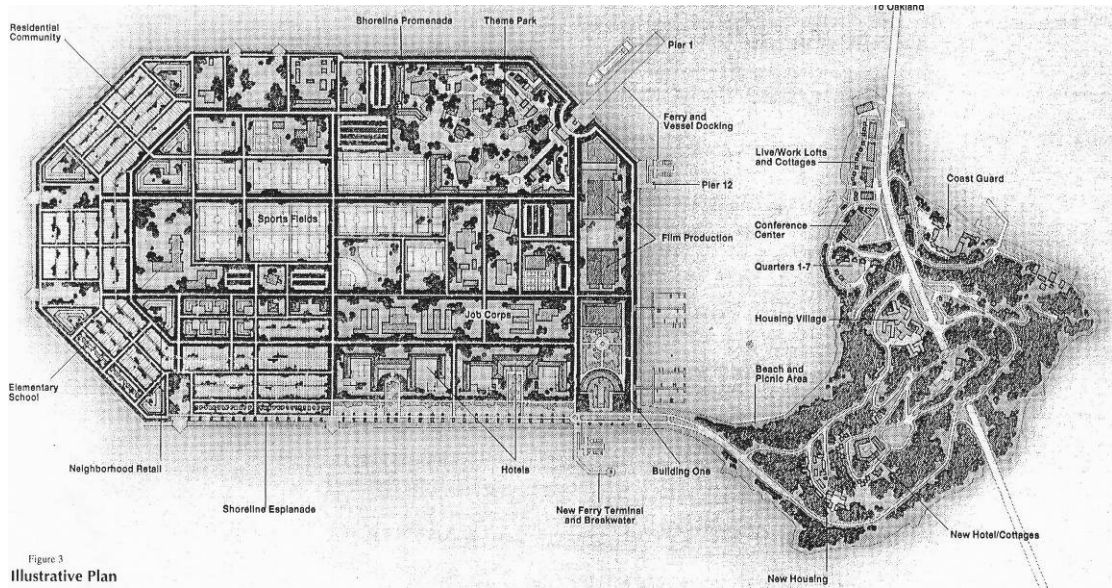 To Oakland
Residential
Community
Bhoreline Promenada
Theme Park
Pier 1
Ferry and
Vessel Docking
Pier 12
Live/Work Lofts
and Cottages
Coast Guard
Conference
Center
Sports Fields
Film Production
Quarters 1-7
Job Corps
Housing Village
Beach and
Picnic Area
Elementary
School
Neighborhood Retail
Hotels
Building One
Shoreline Esplanade
New Ferry Terminal
and Breakwater
New Hotel/Cottages
New Housing
Figure 3
Illustrative Plan